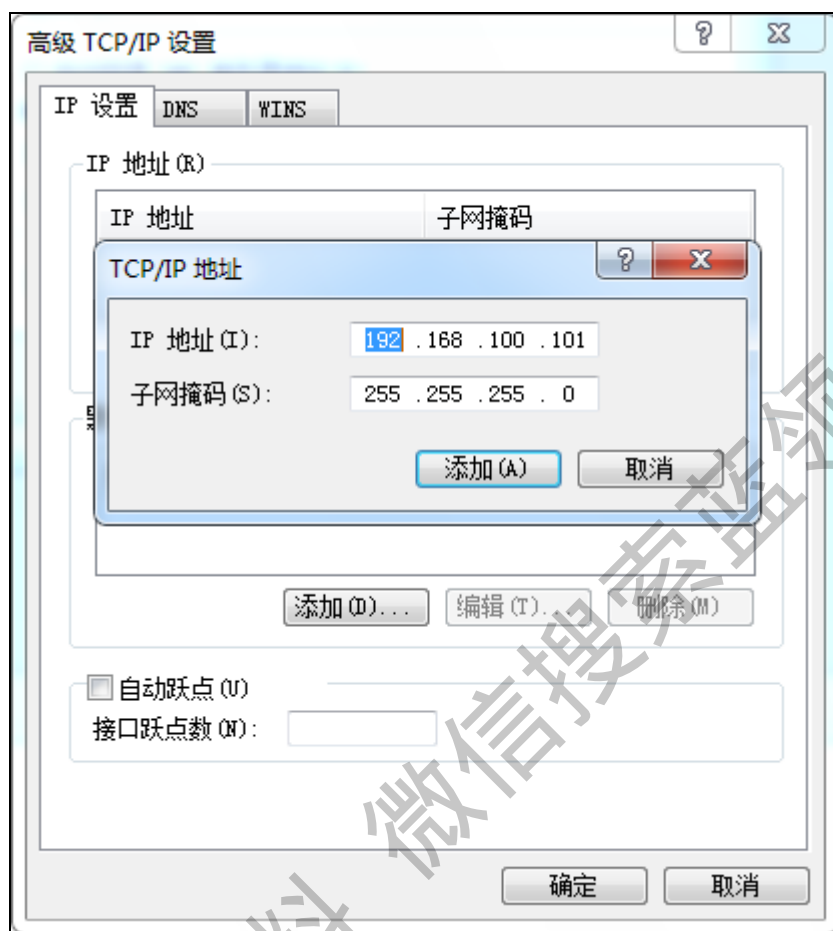 高级 TCP/IP 设置
IP 设置 DNS WINS
IP 地址(R)
IP 地址 子网掩码
TCP/IP 地址
IP 地址(I): 192 .168 .100 .101
子网掩码(S): 255 .255 .255 . 0
添加(A) 取消
添加(D)... 编辑(T)... 删除(M)
自动跃点(U)
接口跃点数(N):
确定 取消
料 微信搜索蓝领